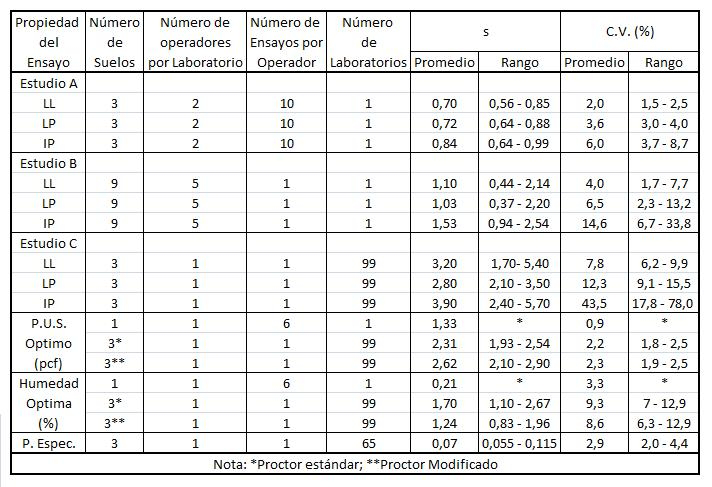 Propiedad del Ensayo | Número de Suelos | Número de operadores por Laboratorio | Número de Ensayos por Operador | Número de Laboratorios | s | C.V. (%)
Promedio | Rango | Promedio | Rango
Estudio A
LL | 3 | 2 | 10 | 1 | 0,70 | 0,56 - 0,85 | 2,0 | 1,5 - 2,5
LP | 3 | 2 | 10 | 1 | 0,72 | 0,64 - 0,88 | 3,6 | 3,0 - 4,0
IP | 3 | 2 | 10 | 1 | 0,84 | 0,64 - 0,99 | 6,0 | 3,7 - 8,7
Estudio B
LL | 9 | 5 | 1 | 1 | 1,10 | 0,44 - 2,14 | 4,0 | 1,7 - 7,7
LP | 9 | 5 | 1 | 1 | 1,03 | 0,37 - 2,20 | 6,5 | 2,3 - 13,2
IP | 9 | 5 | 1 | 1 | 1,53 | 0,94 - 2,54 | 14,6 | 6,7 - 33,8
Estudio C
LL | 3 | 1 | 1 | 99 | 3,20 | 1,70- 5,40 | 7,8 | 6,2 - 9,9
LP | 3 | 1 | 1 | 99 | 2,80 | 2,10 - 3,50 | 12,3 | 9,1 - 15,5
IP | 3 | 1 | 1 | 99 | 3,90 | 2,40 - 5,70 | 43,5 | 17,8 - 78,0
P.U.S. | 1 | 1 | 6 | 1 | 1,33 | * | 0,9 | *
Optimo | 3* | 1 | 1 | 99 | 2,31 | 1,93 - 2,54 | 2,2 | 1,8 - 2,5
(pcf) | 3** | 1 | 1 | 99 | 2,62 | 2,10 - 2,90 | 2,3 | 1,9 - 2,5
Humedad | 1 | 1 | 6 | 1 | 0,21 | * | 3,3 | *
Optima | 3* | 1 | 1 | 99 | 1,70 | 1,10 - 2,67 | 9,3 | 7 - 12,9
(%) | 3** | 1 | 1 | 99 | 1,24 | 0,83 - 1,96 | 8,6 | 6,3 - 12,9
P. Espec. | 3 | 1 | 1 | 65 | 0,07 | 0,055 - 0,115 | 2,9 | 2,0 - 4,4
Nota: *Proctor estándar; **Proctor Modificado